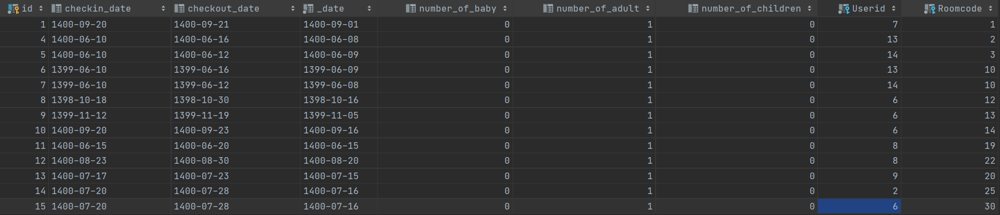 id checkin_date checkout_date _date number_of_baby number_of_adult number_of_children Userid Roomcode
1 1400-09-20 1400-09-21 1400-09-01 0 1 0 7 1
4 1400-06-10 1400-06-16 1400-06-08 0 1 0 13 2
5 1400-06-10 1400-06-12 1400-06-09 0 1 0 14 3
6 1399-06-10 1399-06-16 1399-06-09 0 1 0 13 10
7 1399-06-10 1399-06-12 1399-06-08 0 1 0 14 10
8 1398-10-18 1398-10-30 1398-10-16 0 1 0 6 12
9 1399-11-12 1399-11-19 1399-11-05 0 1 0 6 13
10 1400-09-20 1400-09-23 1400-09-16 0 1 0 6 14
11 1400-06-15 1400-06-20 1400-06-15 0 1 0 8 19
12 1400-08-23 1400-08-30 1400-08-20 0 1 0 8 22
13 1400-07-17 1400-07-23 1400-07-15 0 1 0 9 20
14 1400-07-20 1400-07-28 1400-07-16 0 1 0 2 25
15 1400-07-20 1400-07-28 1400-07-16 0 1 0 6 30